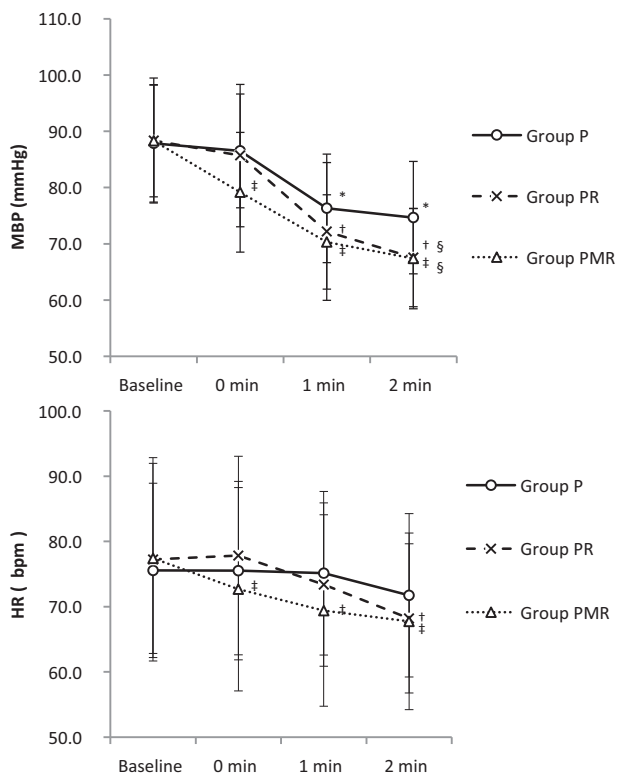 110.0
100.0
90.0
80.0
70.0
60.0
50.0
MBP (mmHg)
‡
*
†
‡
*
† §
‡ §
Baseline 0 min 1 min 2 min
Group P
Group PR
Group PMR
100.0
90.0
80.0
70.0
60.0
50.0
HR ( bpm )
‡
‡
†
‡
Baseline 0 min 1 min 2 min
Group P
Group PR
Group PMR